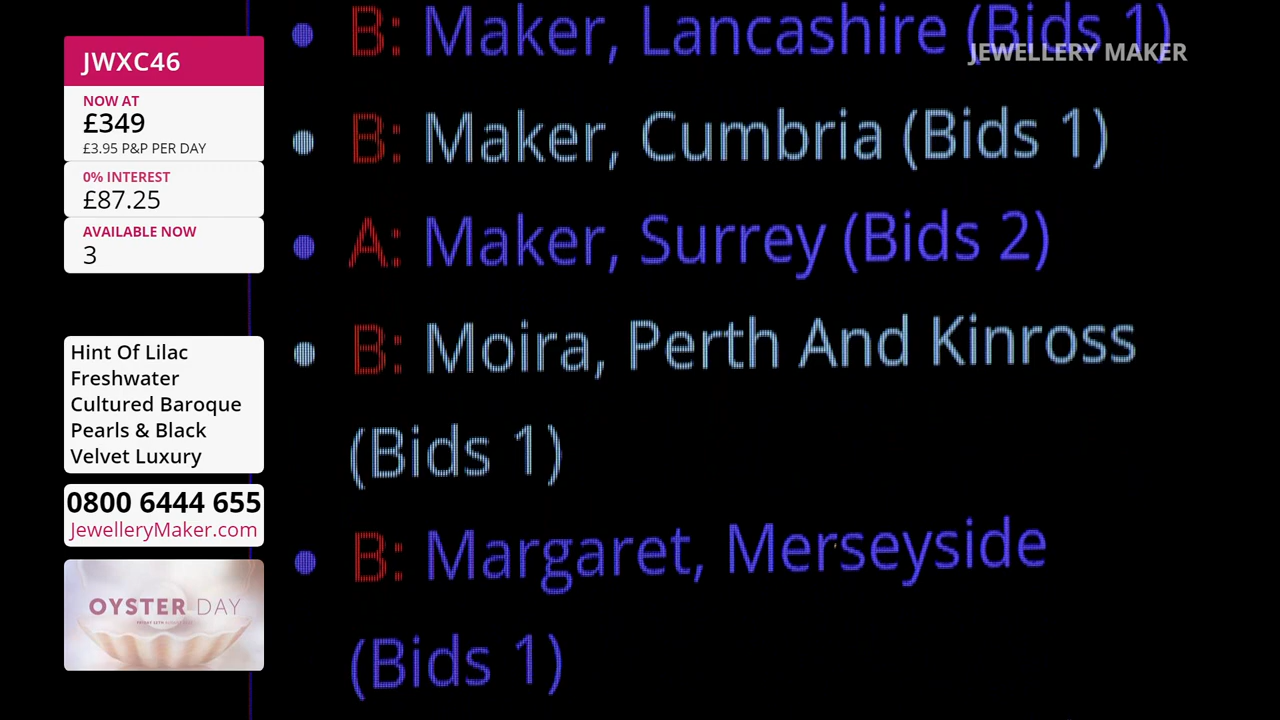 JWXC46
NOW AT
£349
£3.95 P&P PER DAY
0% INTEREST
£87.25
AVAILABLE NOW
3
Hint Of Lilac
Freshwater
Cultured Baroque
Pearls & Black
Velvet Luxury
0800 6444 655
JewelleryMaker.com
OYSTER DAY
JEWELLERY MAKER
• B: Maker, Lancashire (Bids 1)
• B: Maker, Cumbria (Bids 1)
• A: Maker, Surrey (Bids 2)
• B: Moira, Perth And Kinross
(Bids 1)
• B: Margaret, Merseyside
(Bids 1)